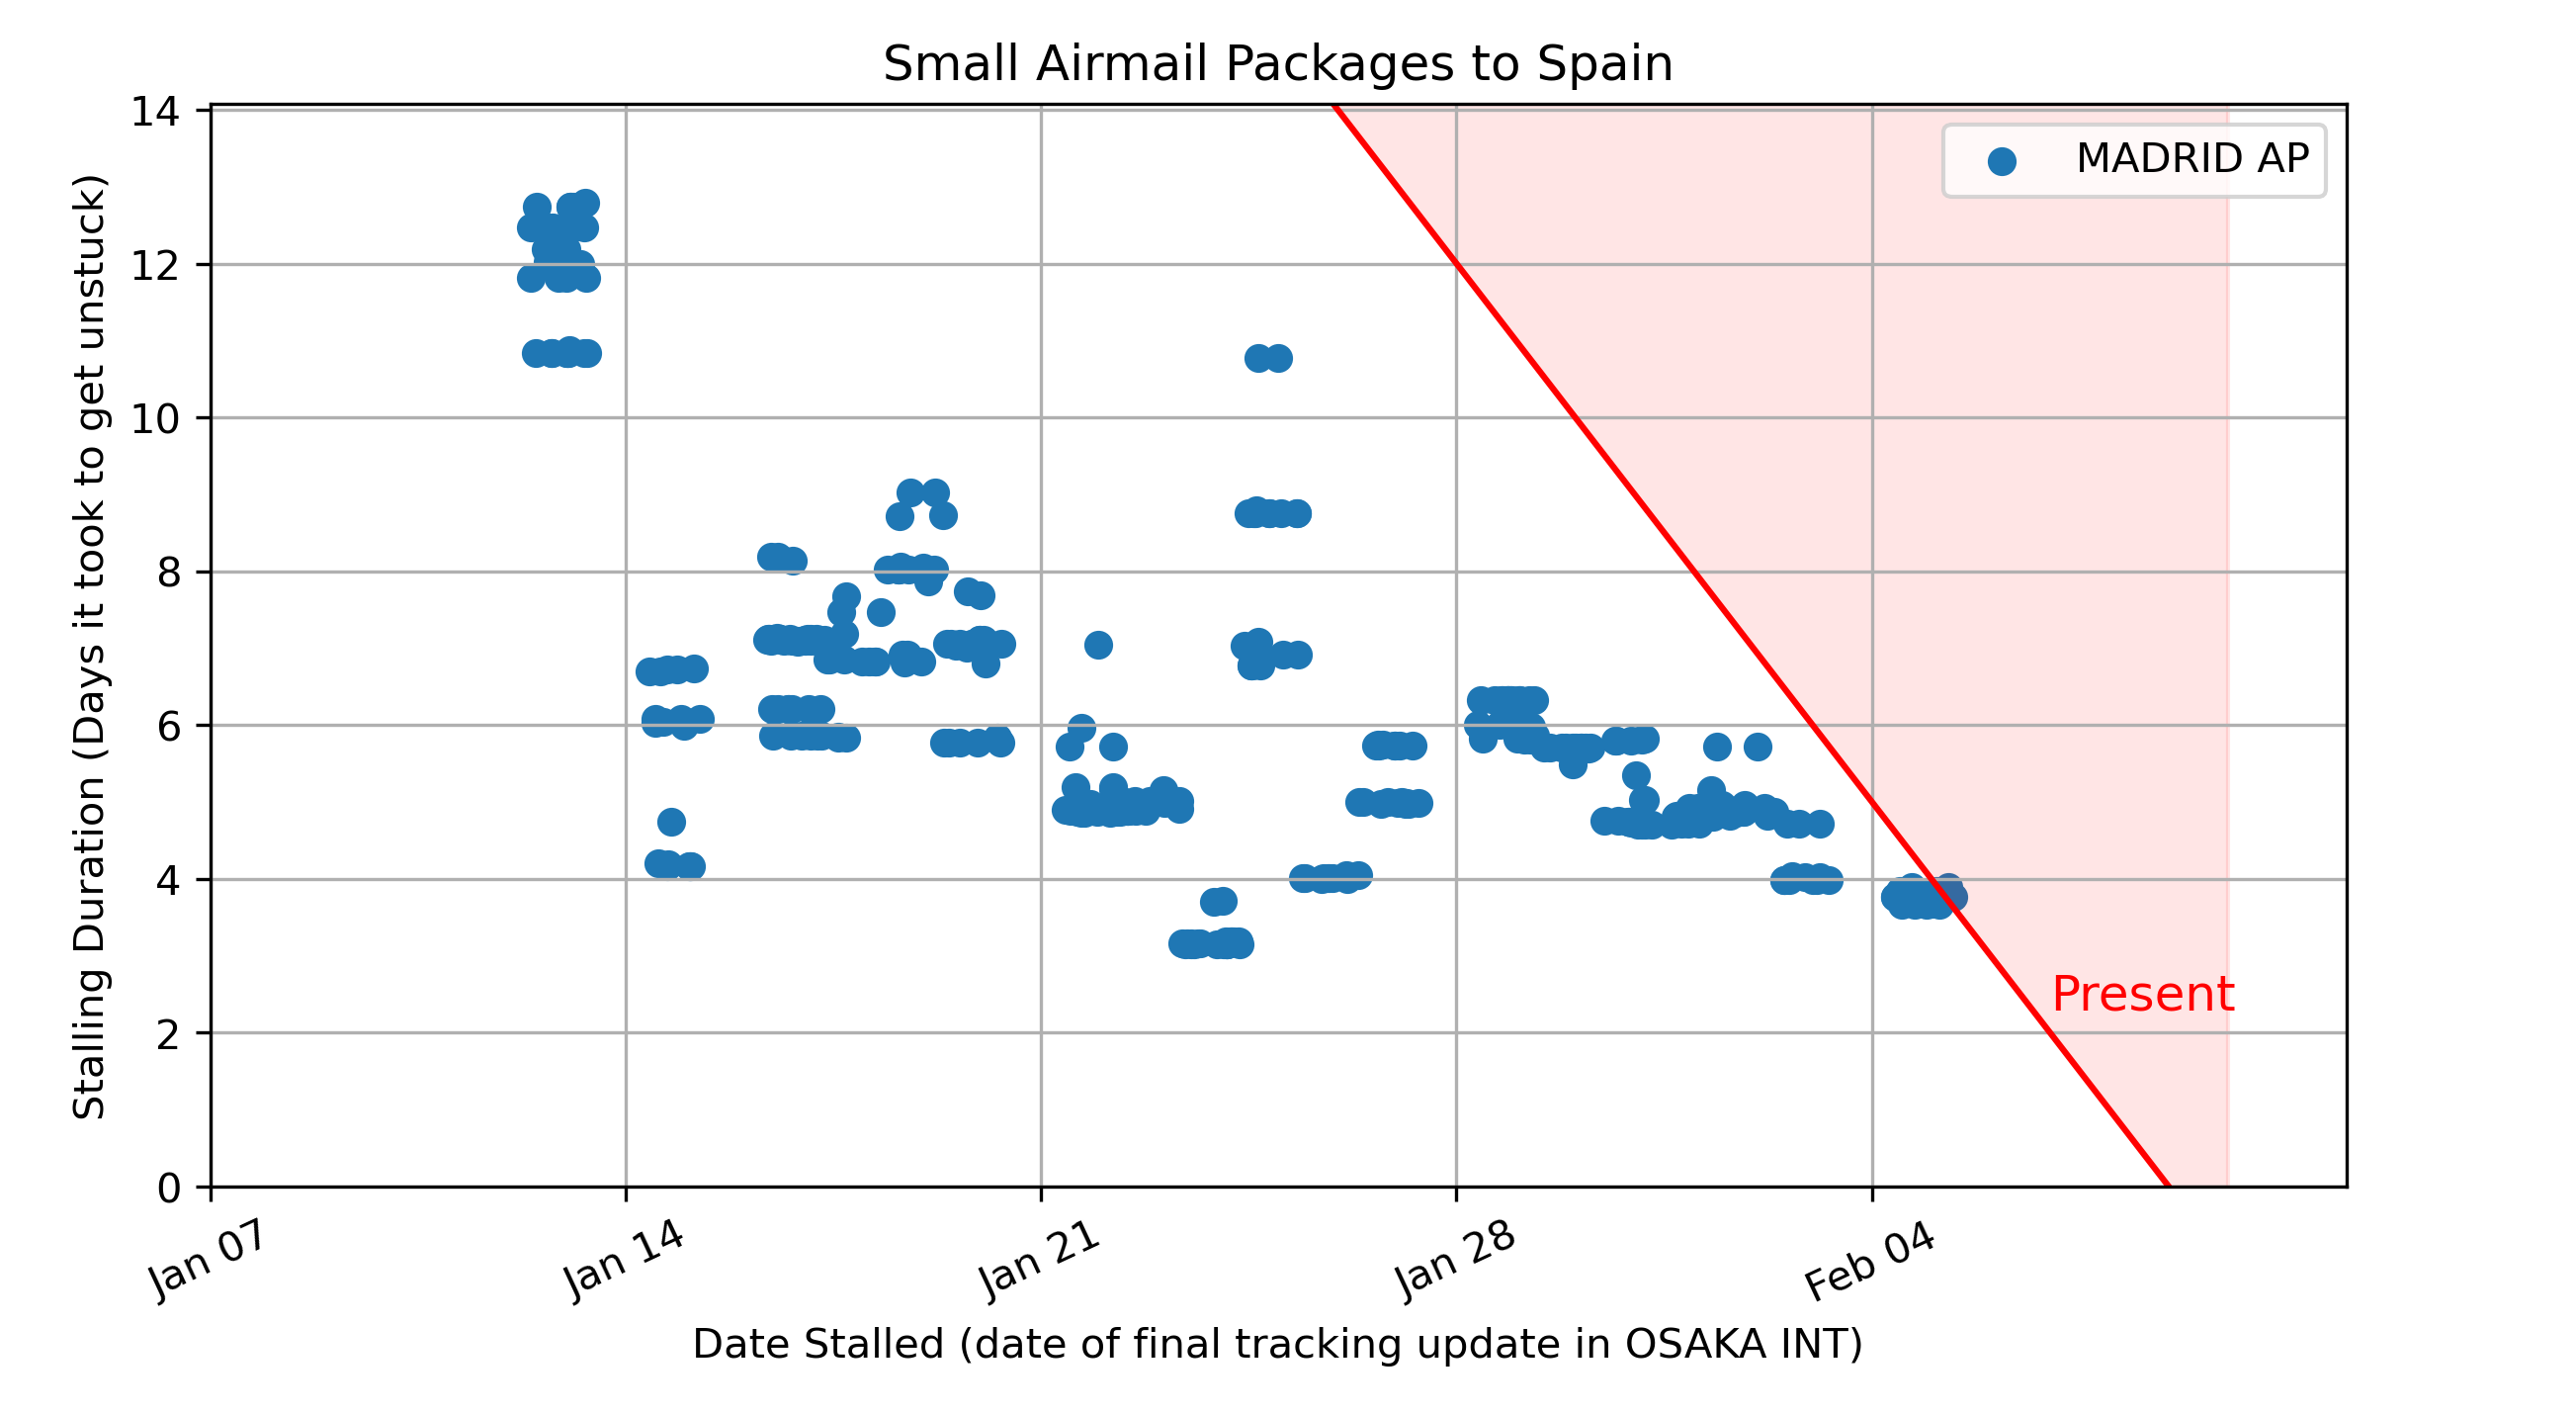 Small Airmail Packages to Spain
MADRID AP
Stalling Duration (Days it took to get unstuck)
14
12
10
8
6
4
2
0
Present
Jan 07
Jan 14
Jan 21
Jan 28
Feb 04
Date Stalled (date of final tracking update in OSAKA INT)